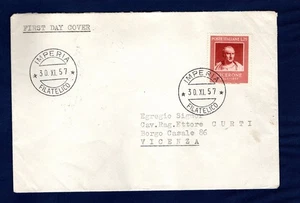 FIRST DAY COVER
IMPERIA
30.XI.57
* FILATELICO *
POSTE ITALIANE L.25
IMPERIA
30.XI.57
* FILATELICO *
Egregio Signor
Cav.Rag.Ettore CURTI
Borgo Casale 86
VICENZA